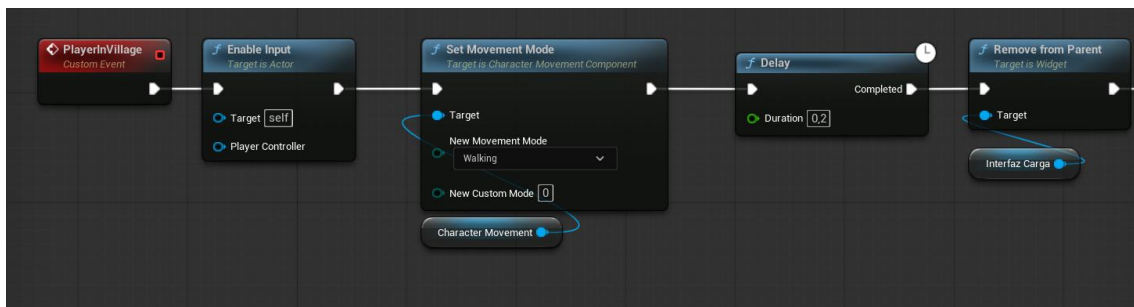 PlayerInVillage
Custom Event
f Enable Input
Target is Actor
Target self
Player Controller
f Set Movement Mode
Target is Character Movement Component
Target
New Movement Mode
Walking
New Custom Mode 0
Character Movement
f Delay
Completed
Duration 0,2
f Remove from Parent
Target is Widget
Target
Interfaz Carga